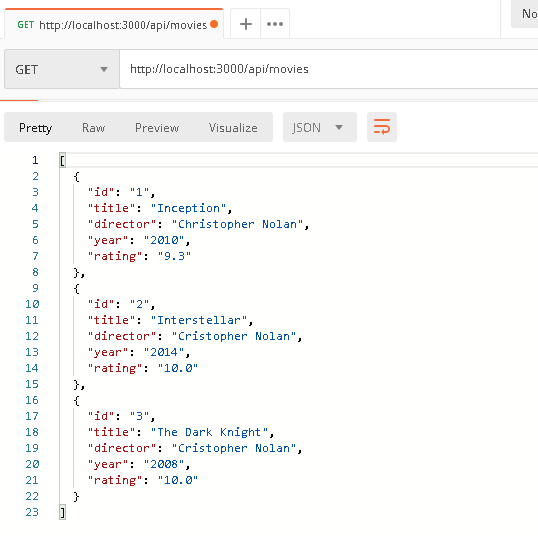 GET http://localhost:3000/api/movies + ••• No
GET http://localhost:3000/api/movies
Pretty Raw Preview Visualize JSON
1 [
2 {
3 "id": "1",
4 "title": "Inception",
5 "director": "Christopher Nolan",
6 "year": "2010",
7 "rating": "9.3"
8 },
9 {
10 "id": "2",
11 "title": "Interstellar",
12 "director": "Cristopher Nolan",
13 "year": "2014",
14 "rating": "10.0"
15 },
16 {
17 "id": "3",
18 "title": "The Dark Knight",
19 "director": "Cristopher Nolan",
20 "year": "2008",
21 "rating": "10.0"
22 }
23 ]